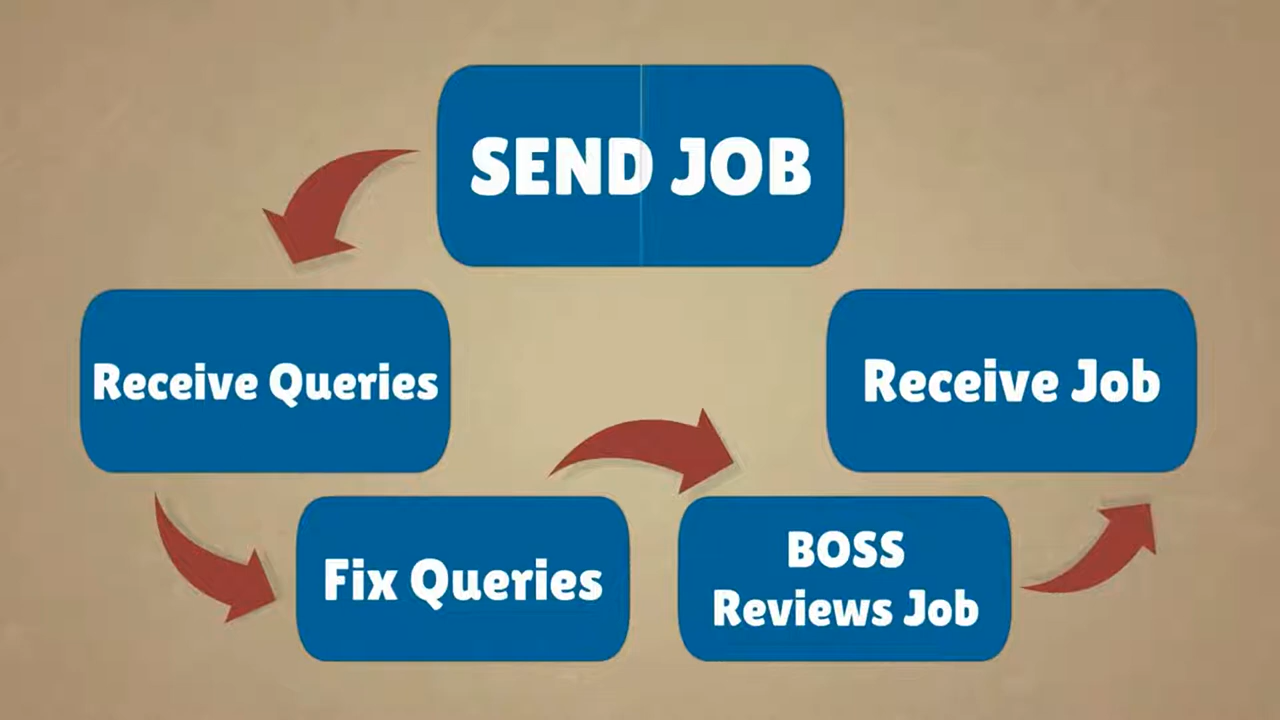 SEND JOB
Receive Queries
Receive Job
Fix Queries
BOSS
Reviews Job